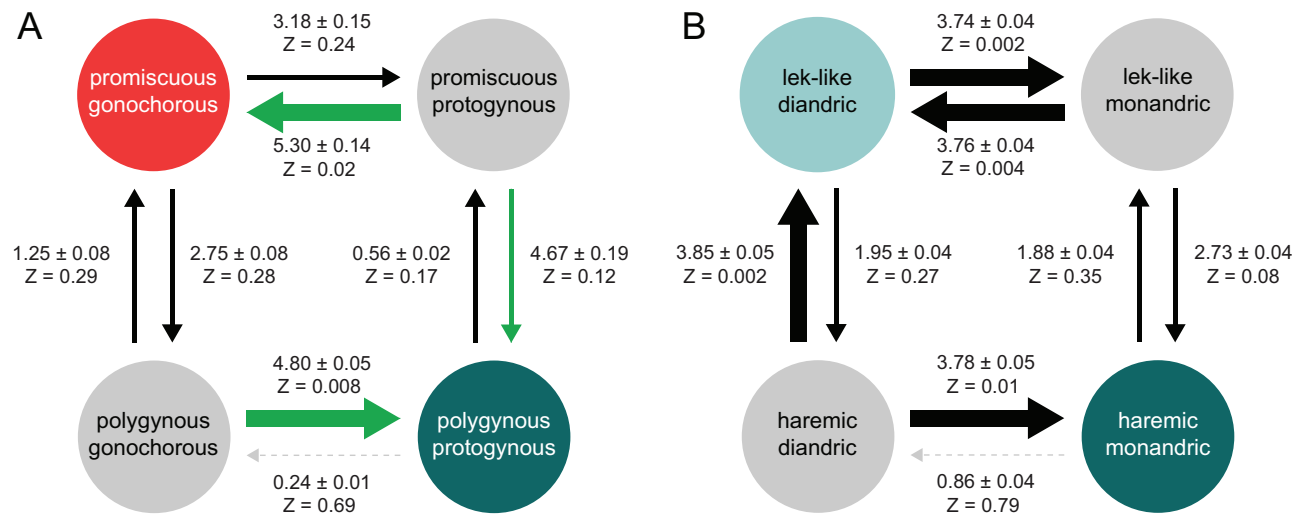 A
3.18 ± 0.15
Z = 0.24
promiscuous
gonochorous
promiscuous
protogynous
5.30 ± 0.14
Z = 0.02
1.25 ± 0.08
Z = 0.29
2.75 ± 0.08
Z = 0.28
0.56 ± 0.02
Z = 0.17
4.67 ± 0.19
Z = 0.12
4.80 ± 0.05
Z = 0.008
polygynous
gonochorous
polygynous
protogynous
0.24 ± 0.01
Z = 0.69
B
3.74 ± 0.04
Z = 0.002
lek-like
diandric
lek-like
monandric
3.76 ± 0.04
Z = 0.004
3.85 ± 0.05
Z = 0.002
1.95 ± 0.04
Z = 0.27
1.88 ± 0.04
Z = 0.35
2.73 ± 0.04
Z = 0.08
3.78 ± 0.05
Z = 0.01
haremic
diandric
haremic
monandric
0.86 ± 0.04
Z = 0.79